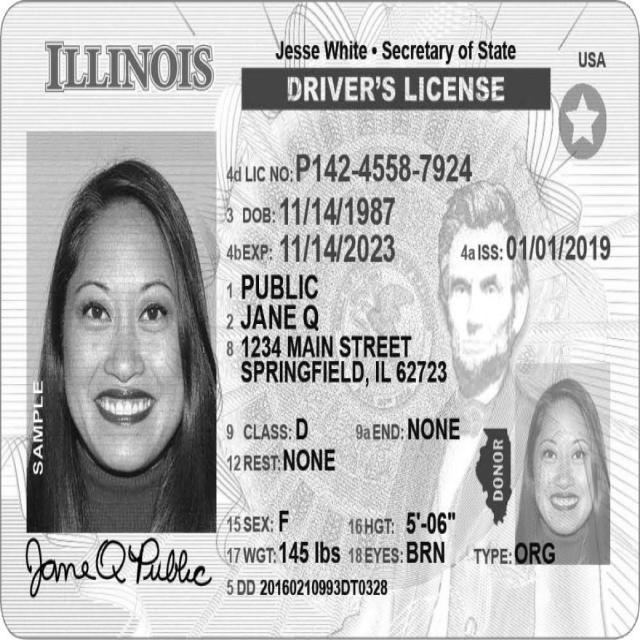 ILLINOIS
Jesse White • Secretary of State
USA
DRIVER'S LICENSE
4d LIC NO: P142-4558-7924
3 DOB: 11/14/1987
4b EXP: 11/14/2023 4a ISS: 01/01/2019
1 PUBLIC
2 JANE Q
8 1234 MAIN STREET
SPRINGFIELD, IL 62723
9 CLASS: D 9a END: NONE
12 REST: NONE
SAMPLE
DONOR
15 SEX: F 16 HGT: 5'-06"
17 WGT: 145 lbs 18 EYES: BRN TYPE: ORG
5 DD 20160210993DT0328
Jane Q Public